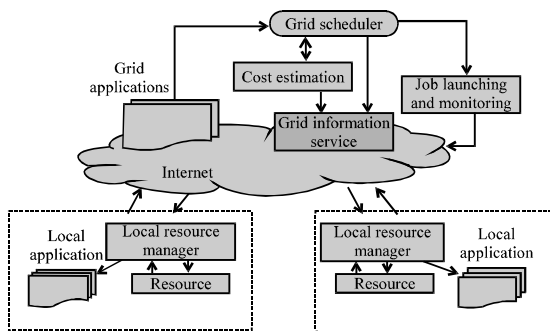 Grid scheduler
Grid
applications
Cost estimation
Job launching
and monitoring
Grid information
service
Internet
Local
application
Local resource
manager
Resource
Local resource
manager
Local
application
Resource